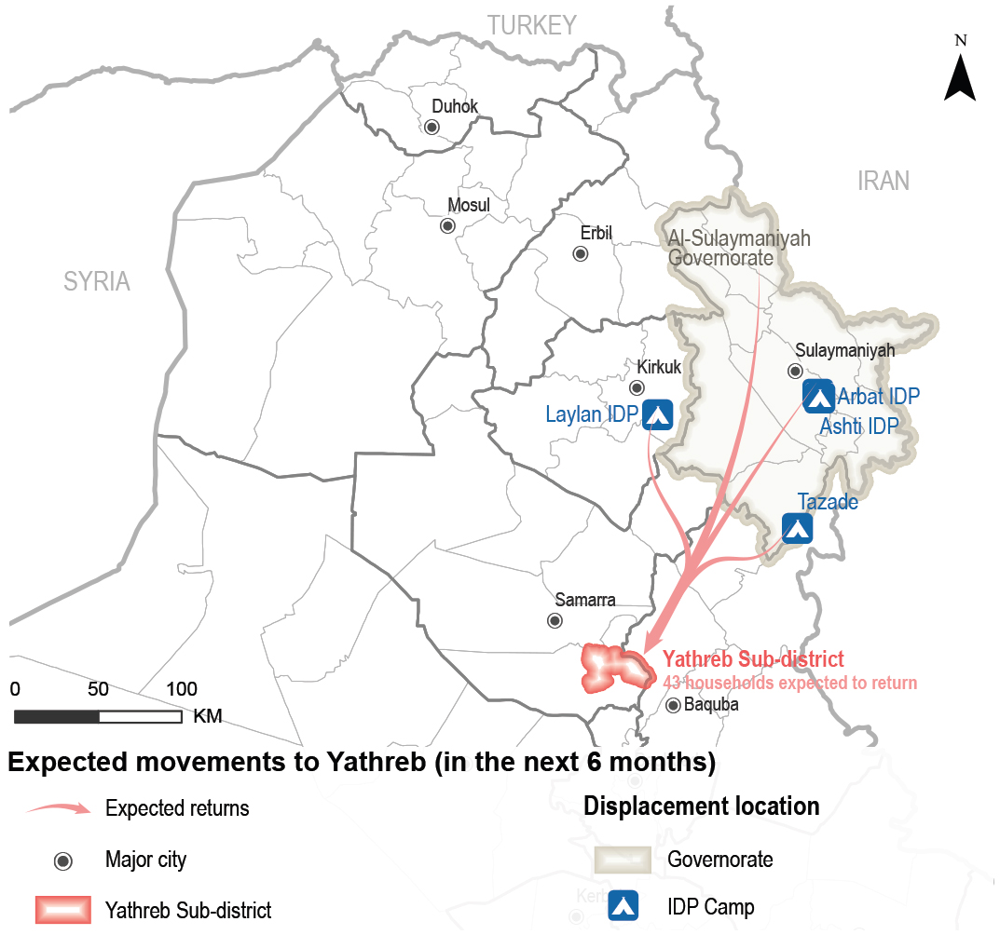 TURKEY
N
Duhok
IRAN
Mosul
Erbil
Al-Sulaymaniyah
Governorate
SYRIA
Sulaymaniyah
Kirkuk
Laylan IDP
Arbat IDP
Ashti IDP
Tazade
Samarra
Yathreb Sub-district
43 households expected to return
Baquba
0 50 100
KM
Expected movements to Yathreb (in the next 6 months)
Expected returns
Major city
Yathreb Sub-district
Displacement location
Governorate
IDP Camp